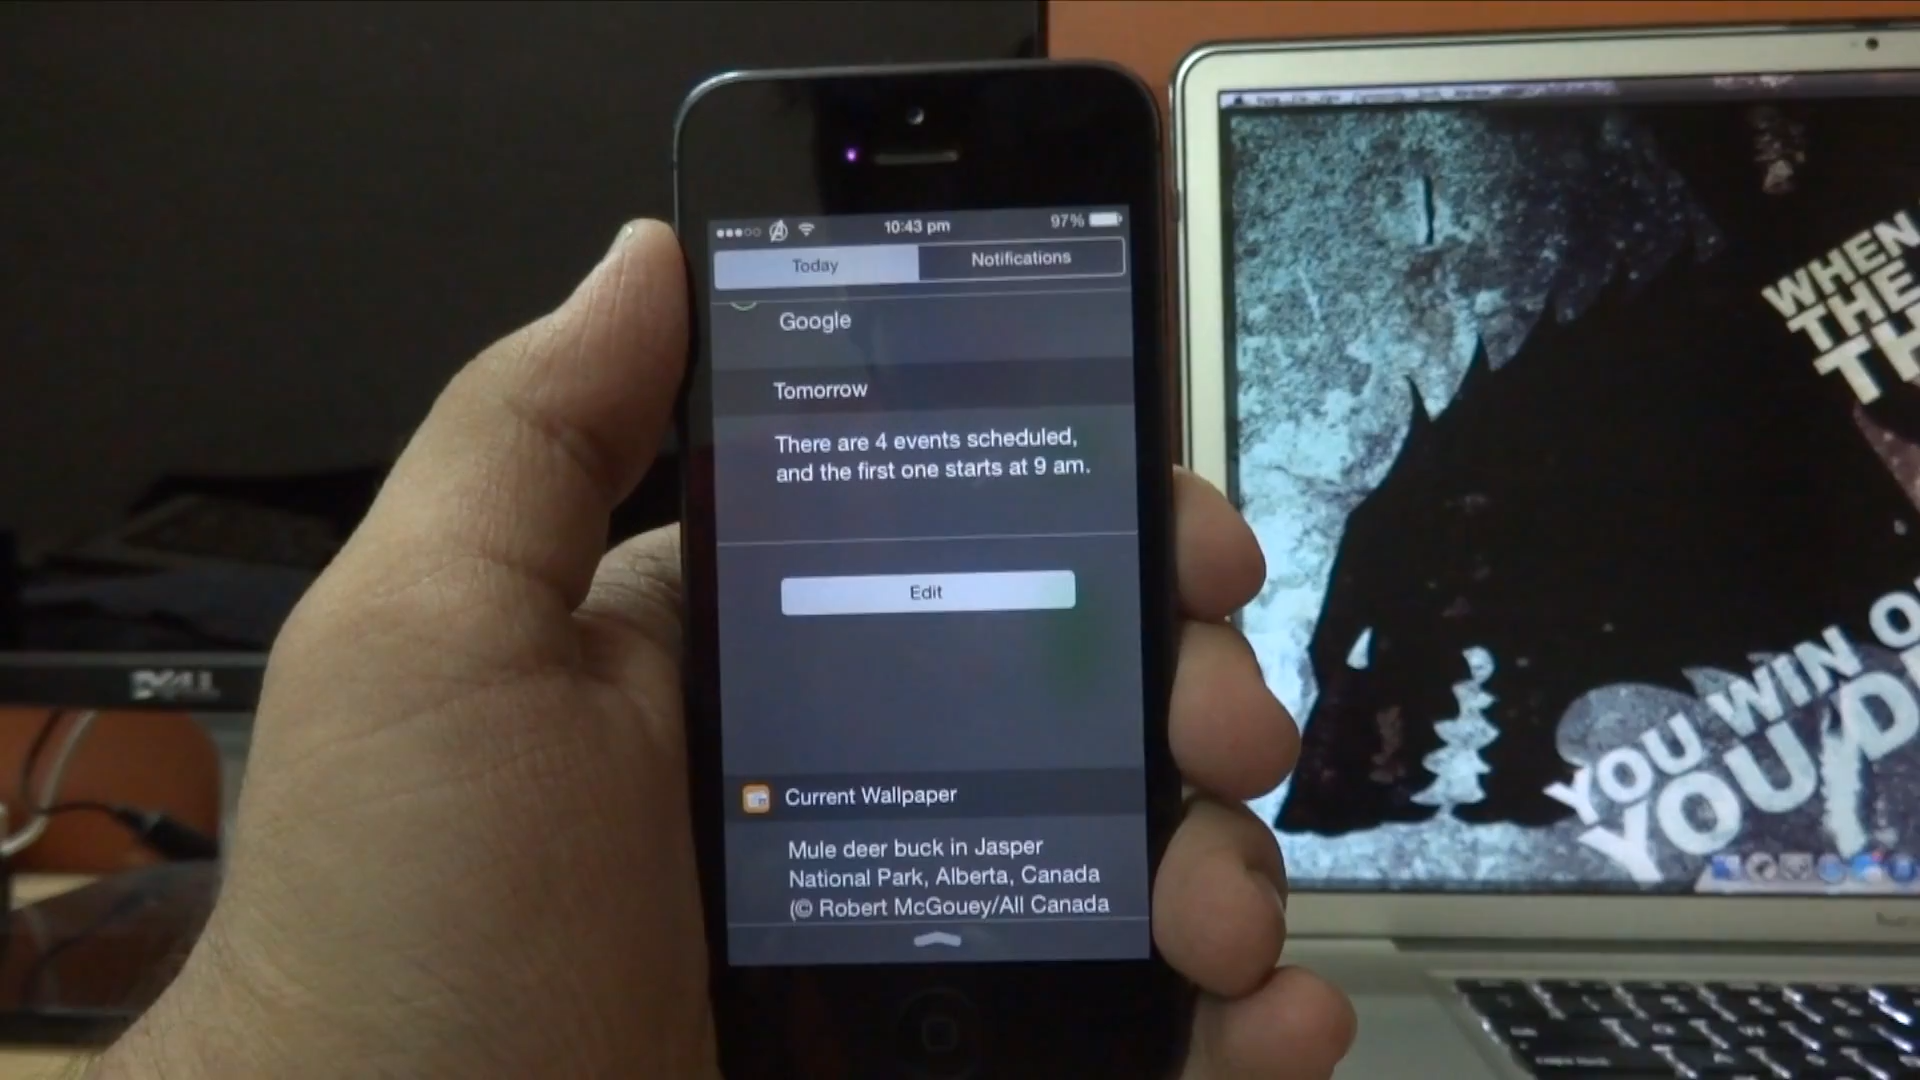 10:43 pm
97%
Today
Notifications
Google
Tomorrow
There are 4 events scheduled,
and the first one starts at 9 am.
Edit
Current Wallpaper
Mule deer buck in Jasper
National Park, Alberta, Canada
(© Robert McGouey/All Canada
DELL
WHEN
THE
TH
YOU WIN O
YOU D
caps lock